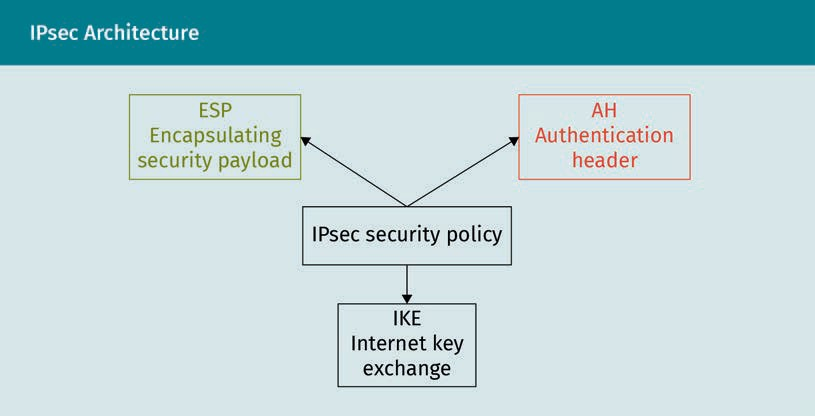 IPsec Architecture
ESP
Encapsulating
security payload
AH
Authentication
header
IPsec security policy
IKE
Internet key
exchange